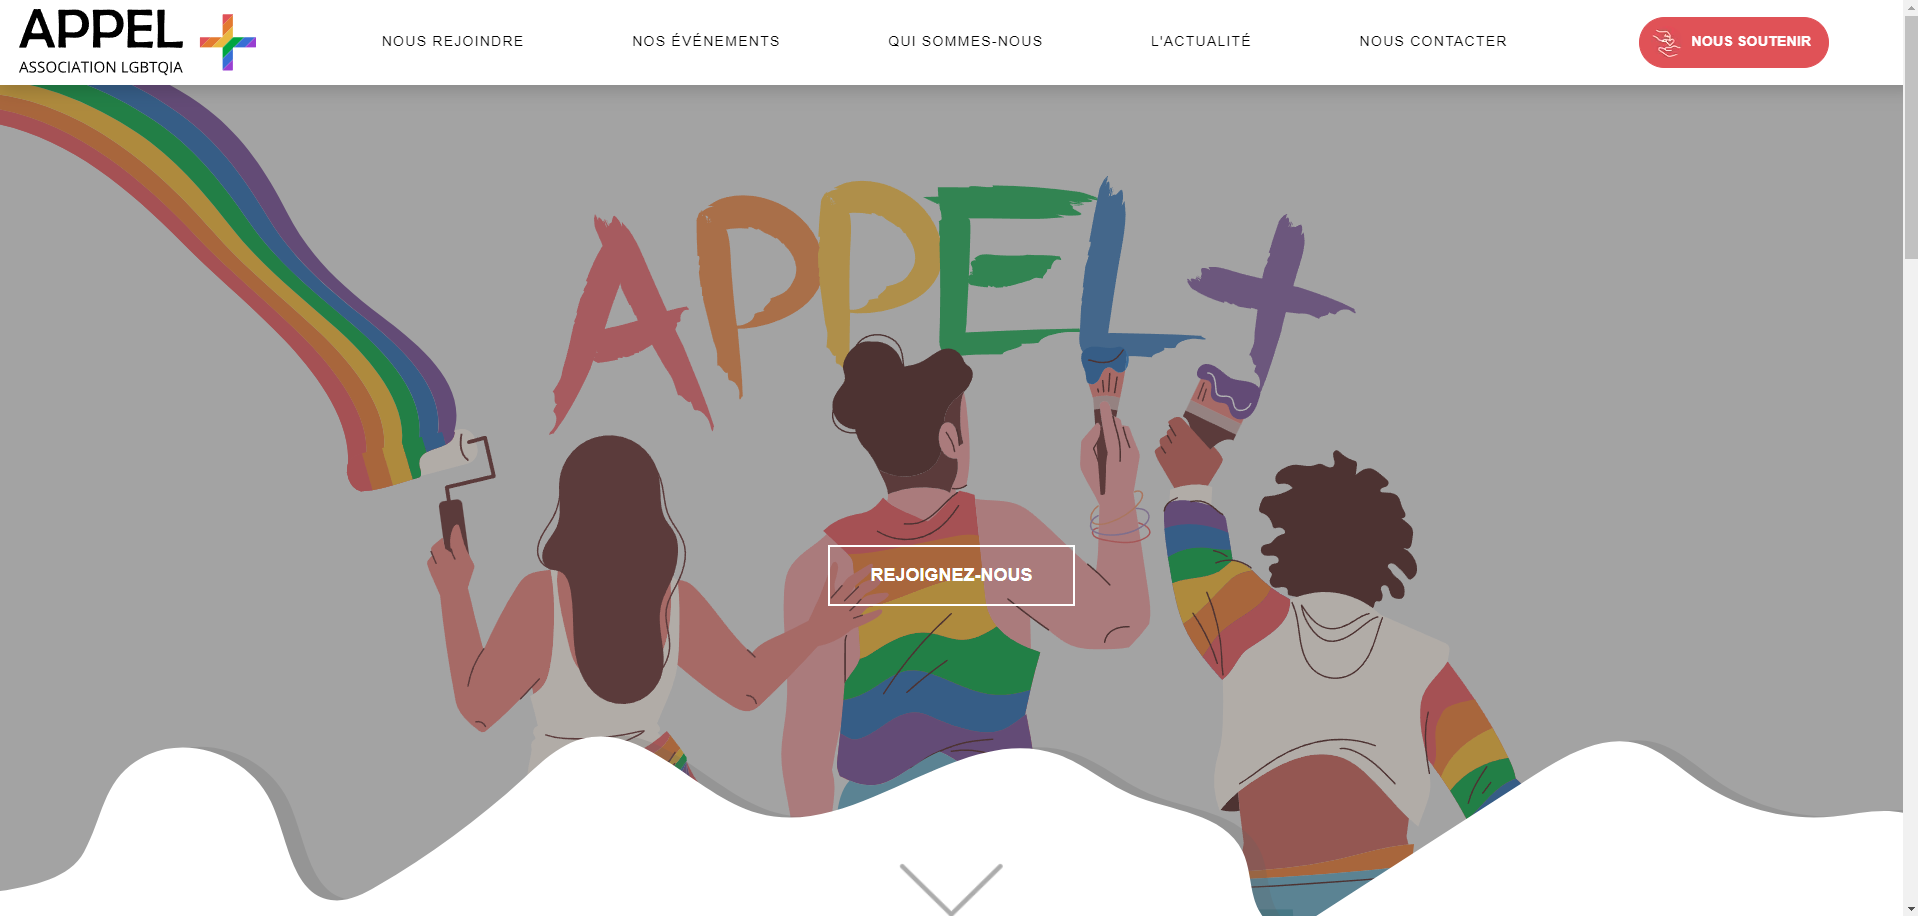 APPEL
ASSOCIATION LGBTQIA
NOUS REJOINDRE
NOS ÉVÉNEMENTS
QUI SOMMES-NOUS
L'ACTUALITÉ
NOUS CONTACTER
NOUS SOUTENIR
APPEL+
REJOIGNEZ-NOUS